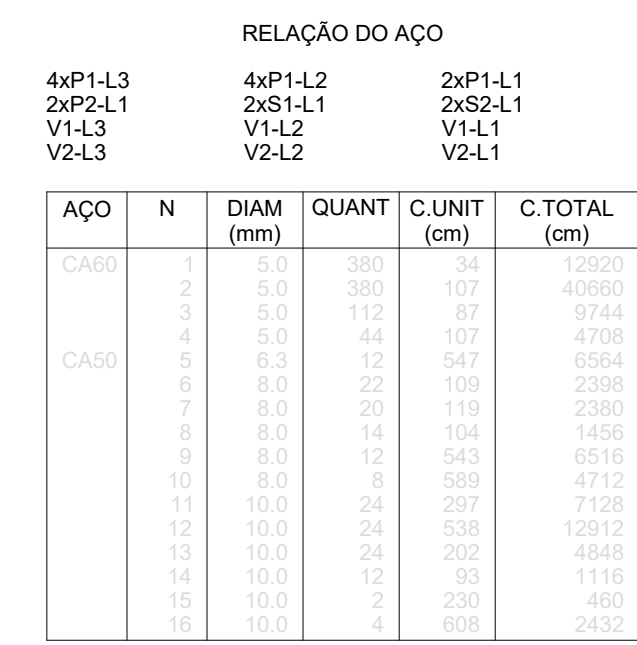 RELAÇÃO DO AÇO
4xP1-L3 4xP1-L2 2xP1-L1
2xP2-L1 2xS1-L1 2xS2-L1
V1-L3 V1-L2 V1-L1
V2-L3 V2-L2 V2-L1
AÇO N DIAM QUANT C.UNIT C.TOTAL
(mm) (cm) (cm)
CA60 1 5.0 380 34 12920
2 5.0 380 107 40660
3 5.0 112 87 9744
4 5.0 44 107 4708
CA50 5 6.3 12 547 6564
6 8.0 22 109 2398
7 8.0 20 119 2380
8 8.0 14 104 1456
9 8.0 12 543 6516
10 8.0 8 589 4712
11 10.0 24 297 7128
12 10.0 24 538 12912
13 10.0 24 202 4848
14 10.0 12 93 1116
15 10.0 2 230 460
16 10.0 4 608 2432